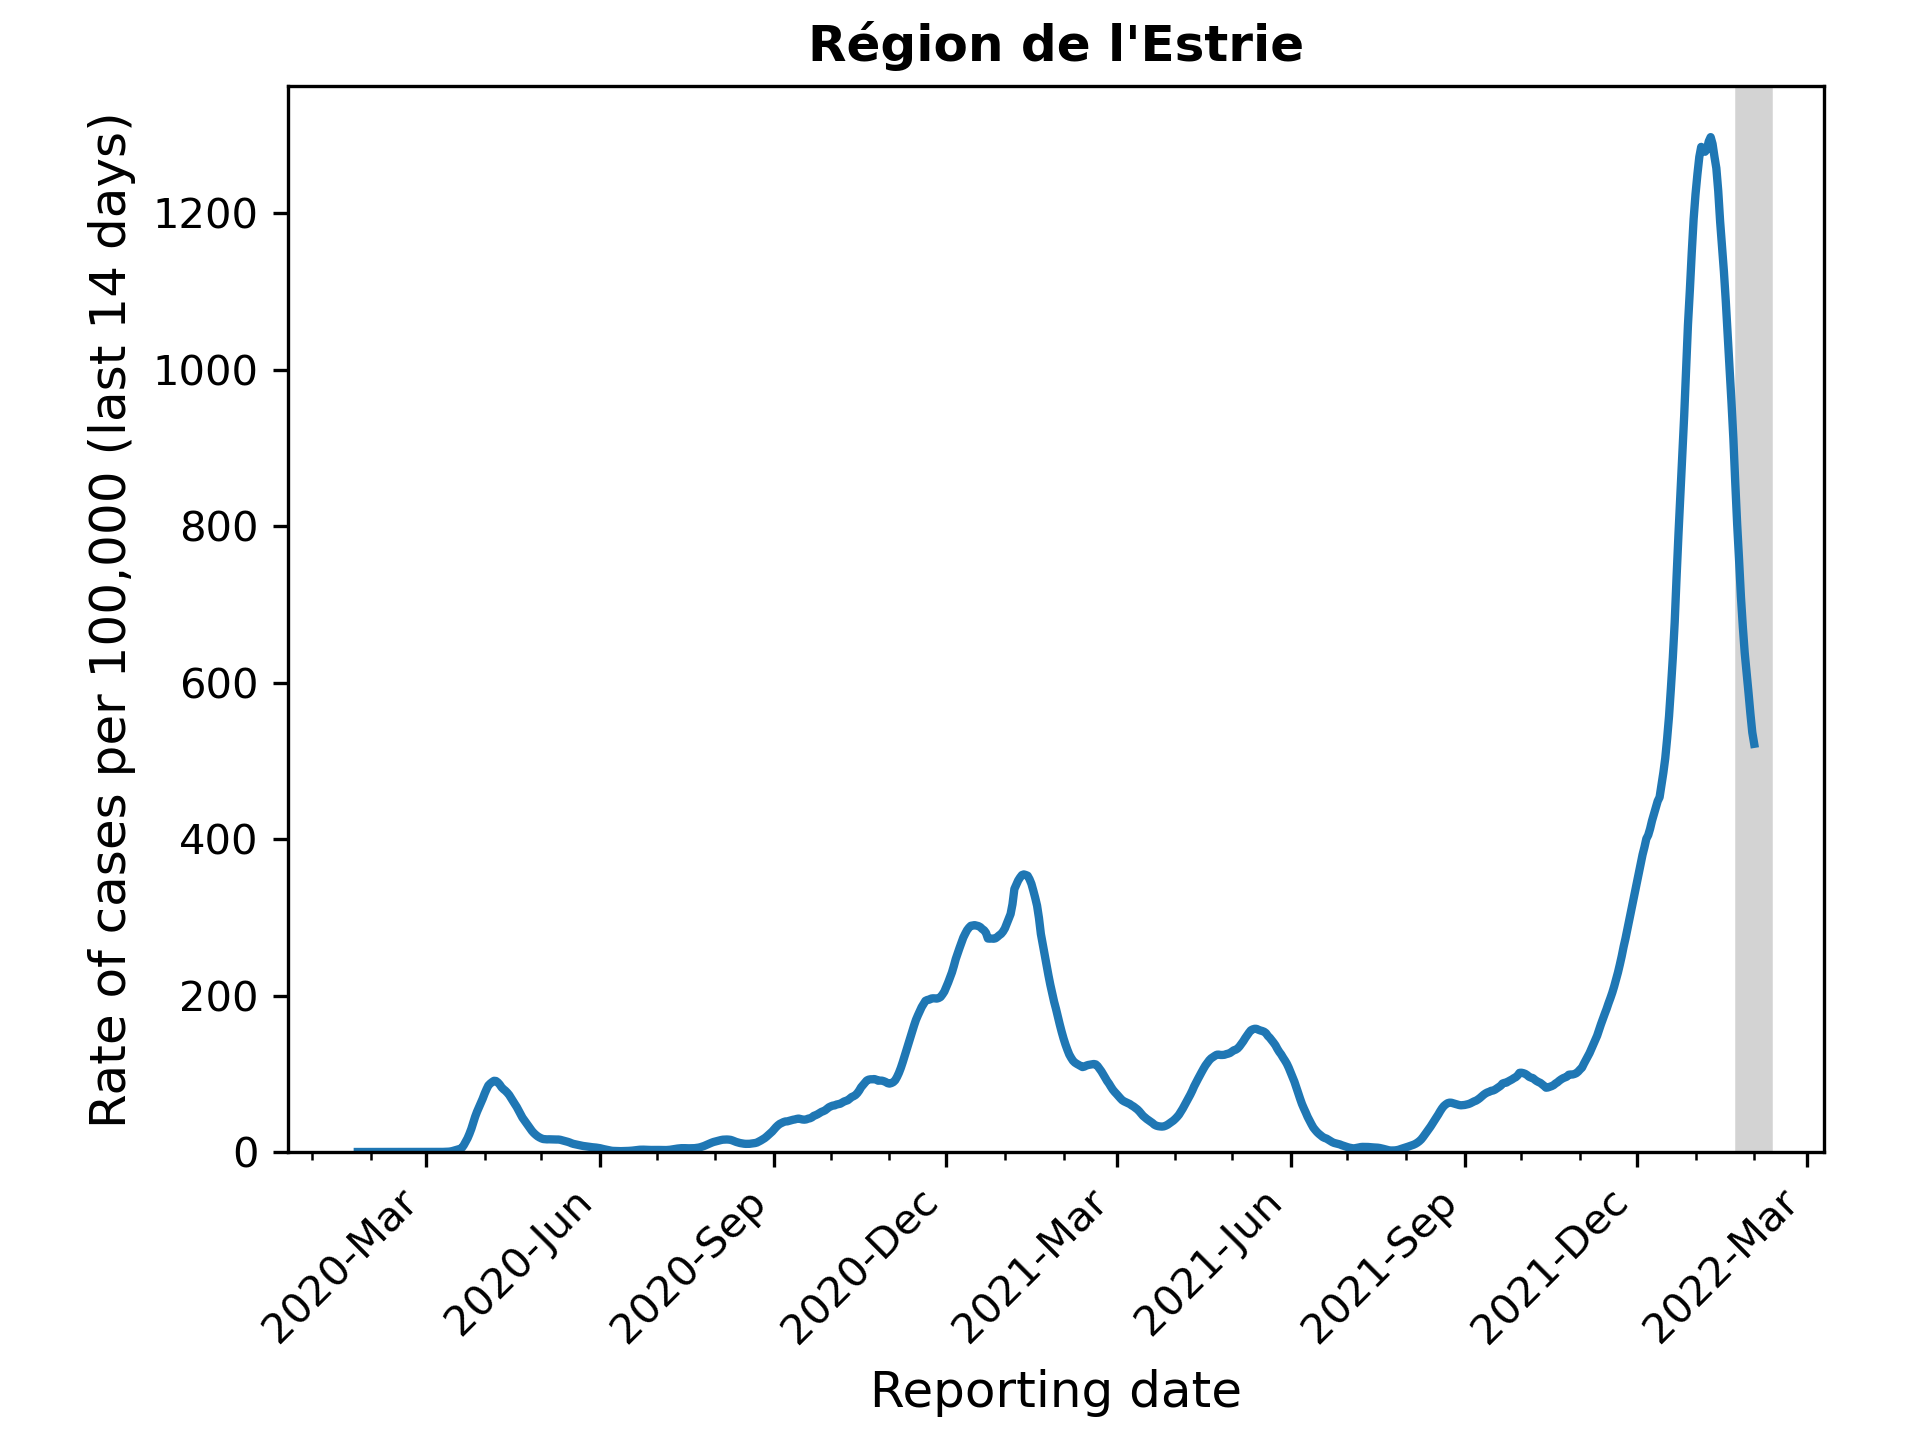 Région de l'Estrie
Rate of cases per 100,000 (last 14 days)
1200
1000
800
600
400
200
0
2020-Mar
2020-Jun
2020-Sep
2020-Dec
2021-Mar
2021-Jun
2021-Sep
2021-Dec
2022-Mar
Reporting date